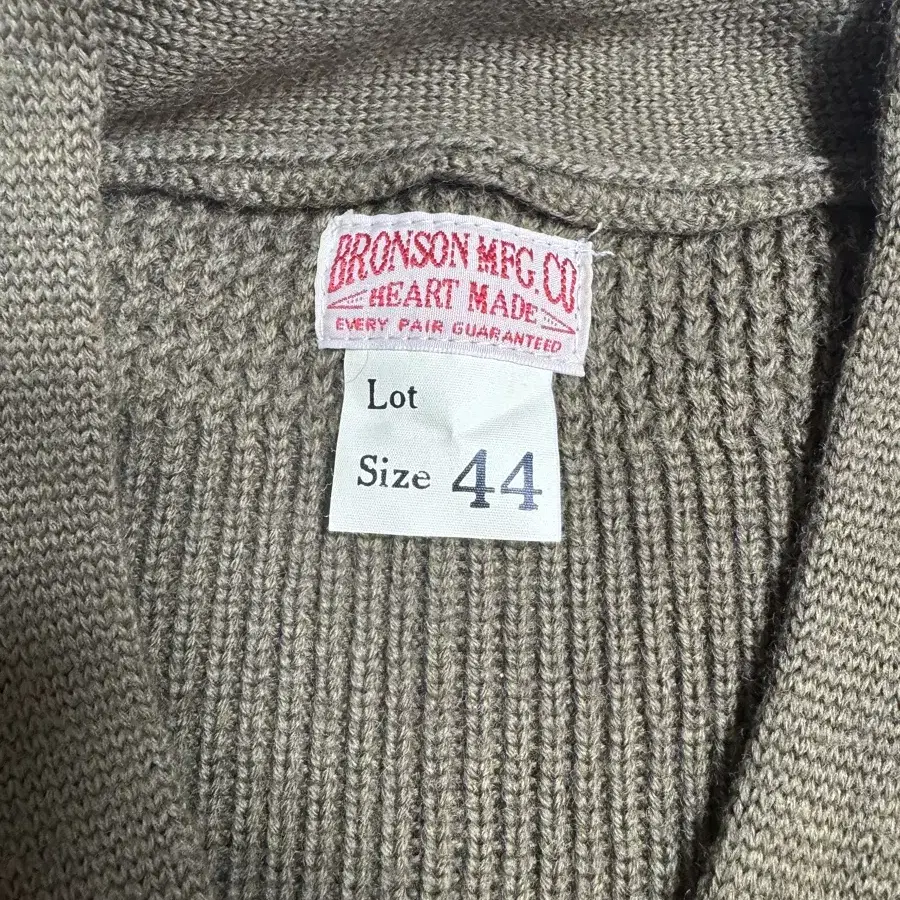 BRONSON MFG. CO
HEART MADE
EVERY PAIR GUARANTEED
Lot
Size 44